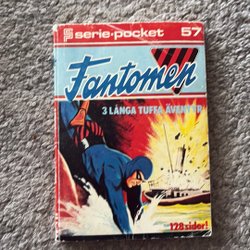 serie-pocket 57
Fantomen
3 LÅNGA TUFFA ÄVENTYR
128 sidor!